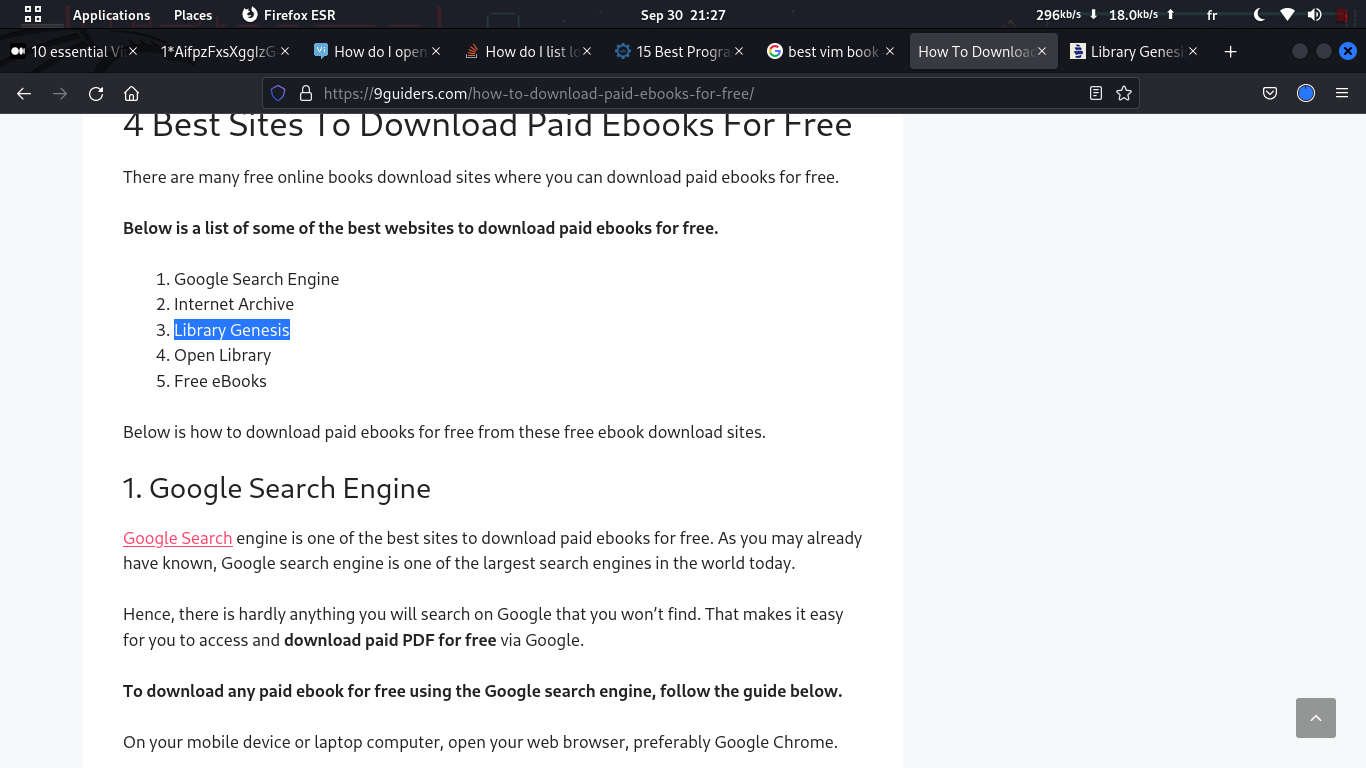 Applications Places Firefox ESR Sep 30 21:27 296kb/s 18.0kb/s fr
10 essential Vi 1*AifpzFxsXggIzG How do I open How do I list lo 15 Best Progra best vim book How To Download Library Genesi
https://9guiders.com/how-to-download-paid-ebooks-for-free/
4 Best Sites To Download Paid Ebooks For Free
There are many free online books download sites where you can download paid ebooks for free.
Below is a list of some of the best websites to download paid ebooks for free.
1. Google Search Engine
2. Internet Archive
3. Library Genesis
4. Open Library
5. Free eBooks
Below is how to download paid ebooks for free from these free ebook download sites.
1. Google Search Engine
Google Search engine is one of the best sites to download paid ebooks for free. As you may already
have known, Google search engine is one of the largest search engines in the world today.
Hence, there is hardly anything you will search on Google that you won’t find. That makes it easy
for you to access and download paid PDF for free via Google.
To download any paid ebook for free using the Google search engine, follow the guide below.
On your mobile device or laptop computer, open your web browser, preferably Google Chrome.